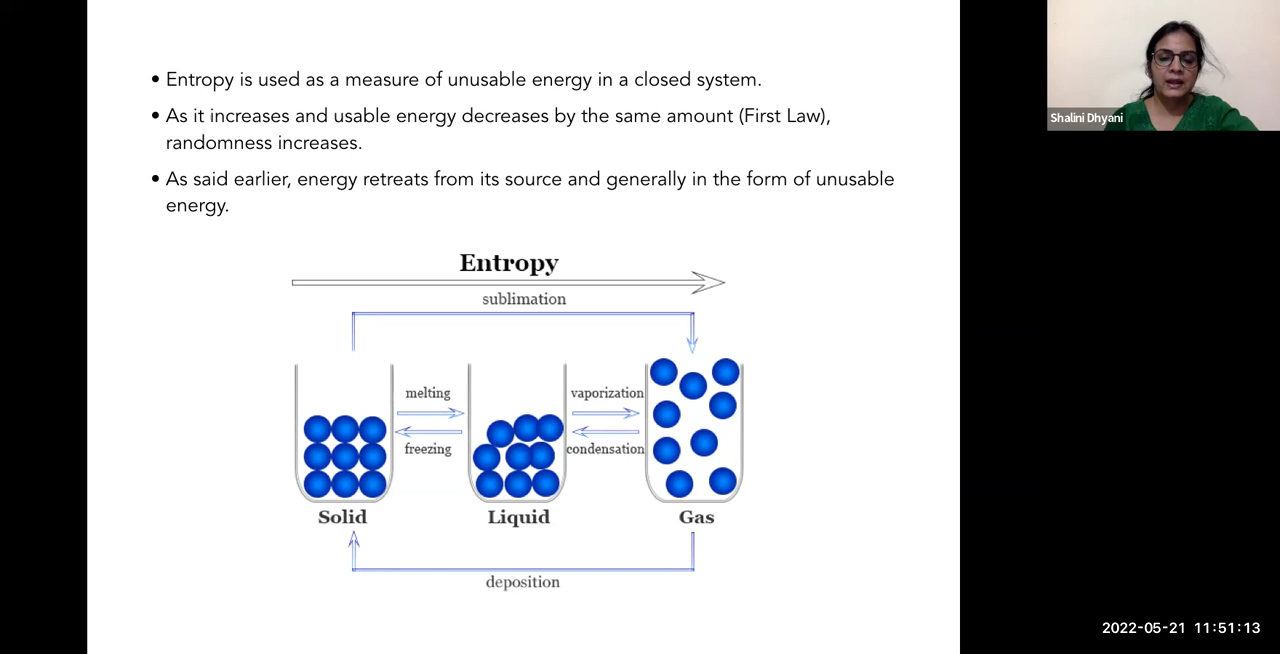 • Entropy is used as a measure of unusable energy in a closed system.
• As it increases and usable energy decreases by the same amount (First Law),
randomness increases.
• As said earlier, energy retreats from its source and generally in the form of unusable
energy.
Shalini Dhyani
Entropy
sublimation
melting
vaporization
freezing
condensation
Solid
Liquid
Gas
deposition
2022-05-21 11:51:13